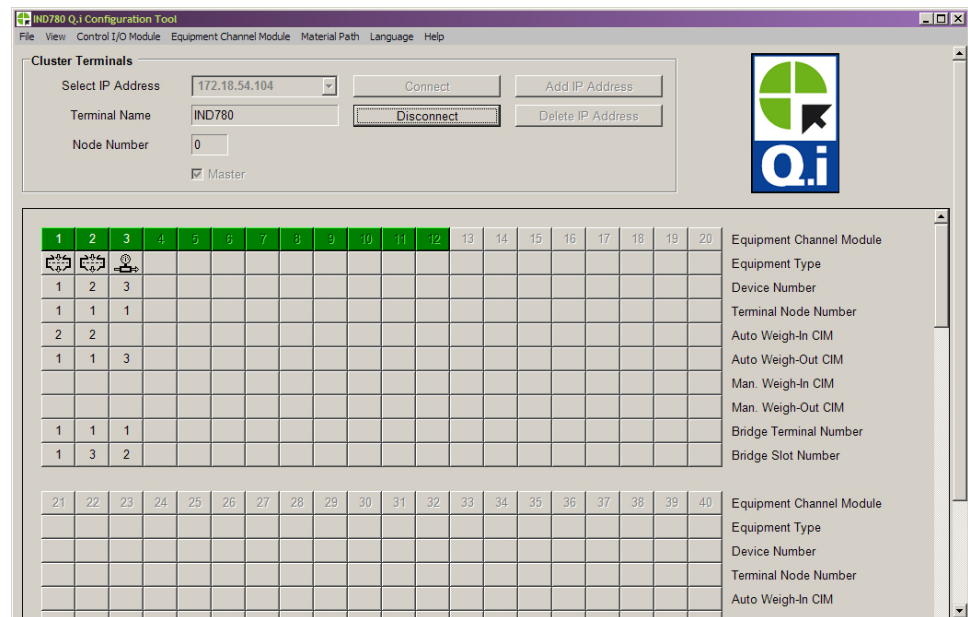 IND780 Q.i Configuration Tool
File View Control I/O Module Equipment Channel Module Material Path Language Help
Cluster Terminals
Select IP Address 172.18.54.104 Connect Add IP Address
Terminal Name IND780 Disconnect Delete IP Address
Node Number 0
Master
Q.i
1 2 3 4 5 6 7 8 9 10 11 12 13 14 15 16 17 18 19 20 Equipment Channel Module
Equipment Type
1 2 3 Device Number
1 1 1 Terminal Node Number
2 2 Auto Weigh-In CIM
1 1 3 Auto Weigh-Out CIM
Man. Weigh-In CIM
Man. Weigh-Out CIM
1 1 1 Bridge Terminal Number
1 3 2 Bridge Slot Number
21 22 23 24 25 26 27 28 29 30 31 32 33 34 35 36 37 38 39 40 Equipment Channel Module
Equipment Type
Device Number
Terminal Node Number
Auto Weigh-In CIM